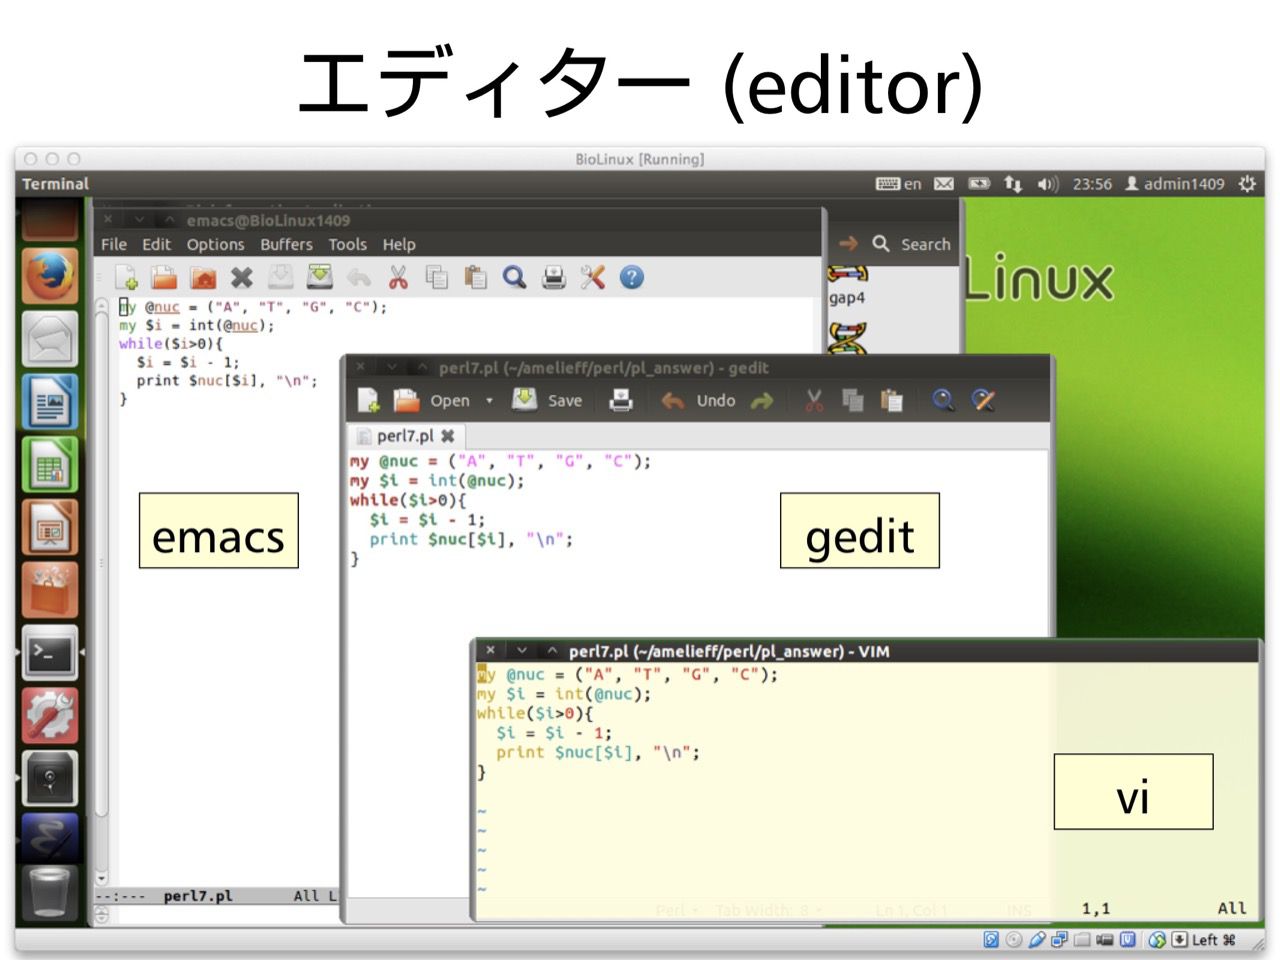 エディター (editor)
BioLinux [Running]
Terminal
en
23:56
admin1409
emacs@BioLinux1409
File Edit Options Buffers Tools Help
Search
Linux
gap4
my @nuc = ("A", "T", "G", "C");
my $i = int(@nuc);
while($i>0){
  $i = $i - 1;
  print $nuc[$i], "\n";
}
emacs
--:--- perl7.pl All L
perl7.pl (~/amelieff/perl/pl_answer) - gedit
Open Save Undo
perl7.pl
my @nuc = ("A", "T", "G", "C");
my $i = int(@nuc);
while($i>0){
  $i = $i - 1;
  print $nuc[$i], "\n";
}
gedit
perl7.pl (~/amelieff/perl/pl_answer) - VIM
my @nuc = ("A", "T", "G", "C");
my $i = int(@nuc);
while($i>0){
  $i = $i - 1;
  print $nuc[$i], "\n";
}
~
~
~
~
~
vi
Perl Tab Width: 8 Ln 1, Col 1 INS
1,1 All
Left ⌘